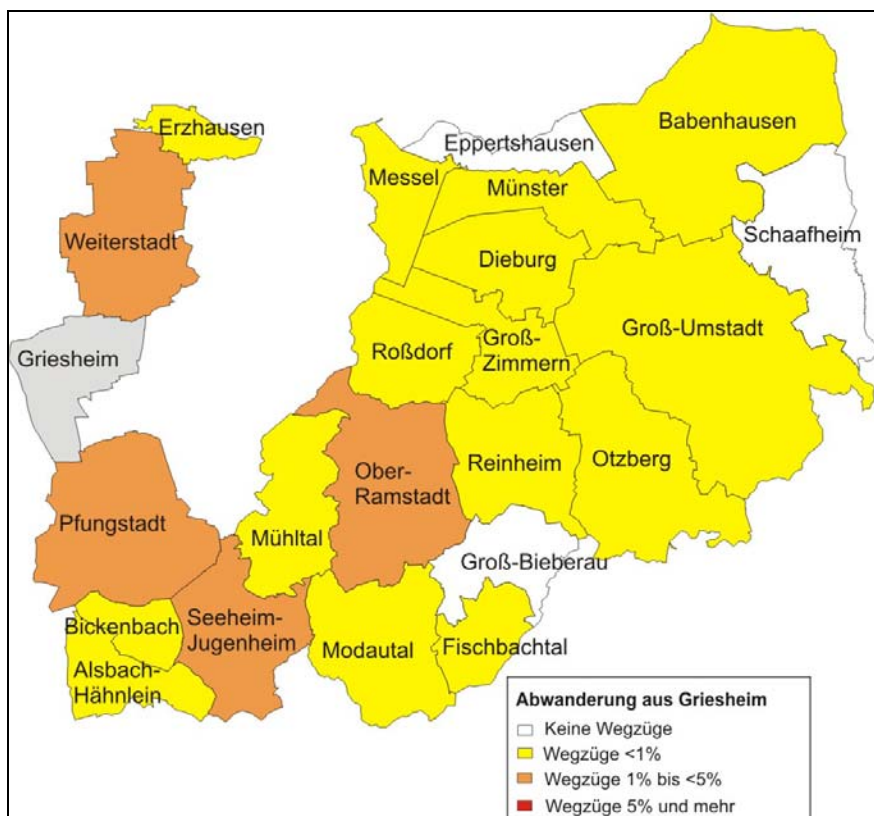 Erzhausen
Babenhausen
Eppertshausen
Messel
Münster
Weiterstadt
Schaafheim
Dieburg
Groß-Umstadt
Griesheim
Roßdorf
Groß-
Zimmern
Ober-
Ramstadt
Reinheim
Otzberg
Pfungstadt
Mühltal
Groß-Bieberau
Seeheim-
Jugenheim
Bickenbach
Modautal
Fischbachtal
Alsbach-
Hähnlein
Abwanderung aus Griesheim
Keine Wegzüge
Wegzüge <1%
Wegzüge 1% bis <5%
Wegzüge 5% und mehr